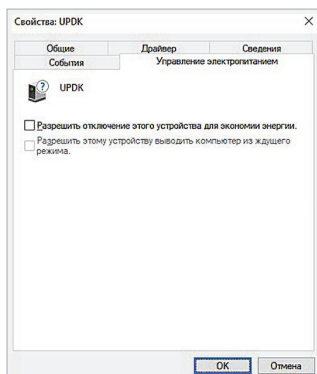 Свойства: UPDK
Общие Драйвер Сведения
События Управление электропитанием
UPDK
Разрешить отключение этого устройства для экономии энергии.
Разрешить этому устройству выводить компьютер из ждущего
режима.
OK Отмена